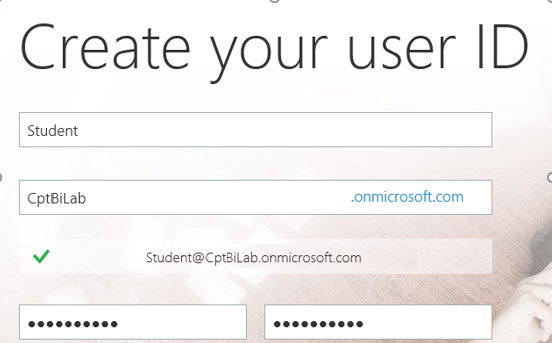 Create your user ID
Student
CptBiLab .onmicrosoft.com
Student@CptBiLab.onmicrosoft.com
●●●●●●●●●● ●●●●●●●●●●